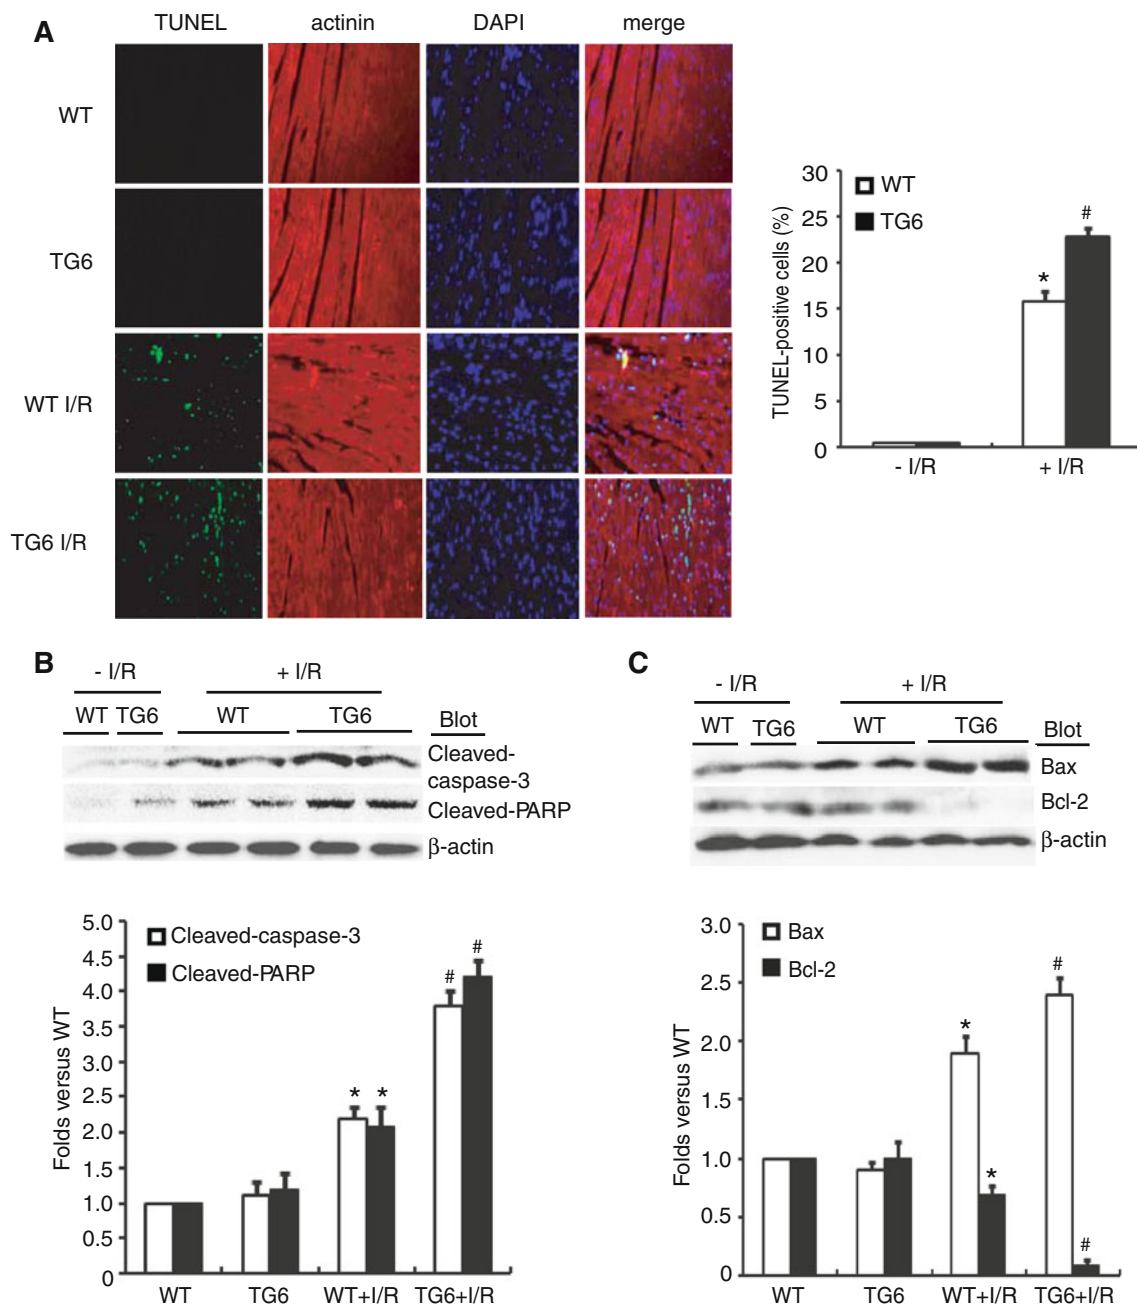 A
TUNEL actinin DAPI merge
WT
TG6
WT I/R
TG6 I/R
TUNEL-positive cells (%)
30
25
20
15
10
5
0
WT
TG6
*
#
- I/R + I/R
B
- I/R + I/R
WT TG6 WT TG6 Blot
Cleaved-
caspase-3
Cleaved-PARP
β-actin
Folds versus WT
5.0
4.5
4.0
3.5
3.0
2.5
2.0
1.5
1.0
0.5
0
Cleaved-caspase-3
Cleaved-PARP
* *
# #
WT TG6 WT+I/R TG6+I/R
C
- I/R + I/R
WT TG6 WT TG6 Blot
Bax
Bcl-2
β-actin
Folds versus WT
3.0
2.5
2.0
1.5
1.0
0.5
0
Bax
Bcl-2
*
*
#
#
WT TG6 WT+I/R TG6+I/R